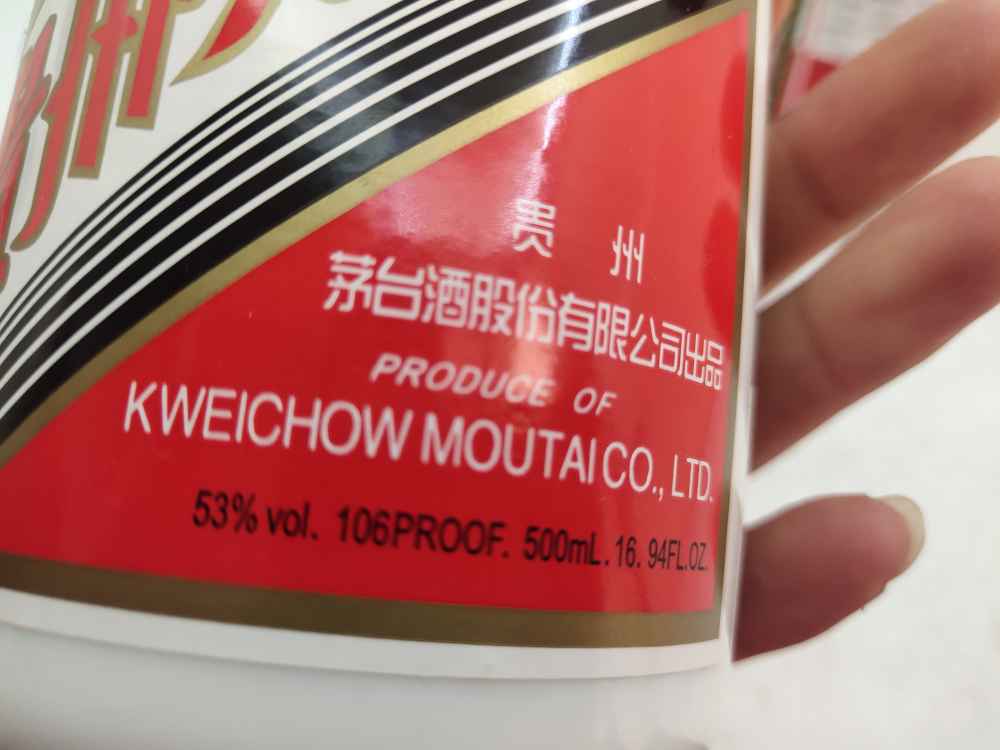 贵 州
茅台酒股份有限公司出品
PRODUCE OF
KWEICHOW MOUTAI CO., LTD.
53% vol. 106PROOF. 500mL. 16. 94FL.OZ.